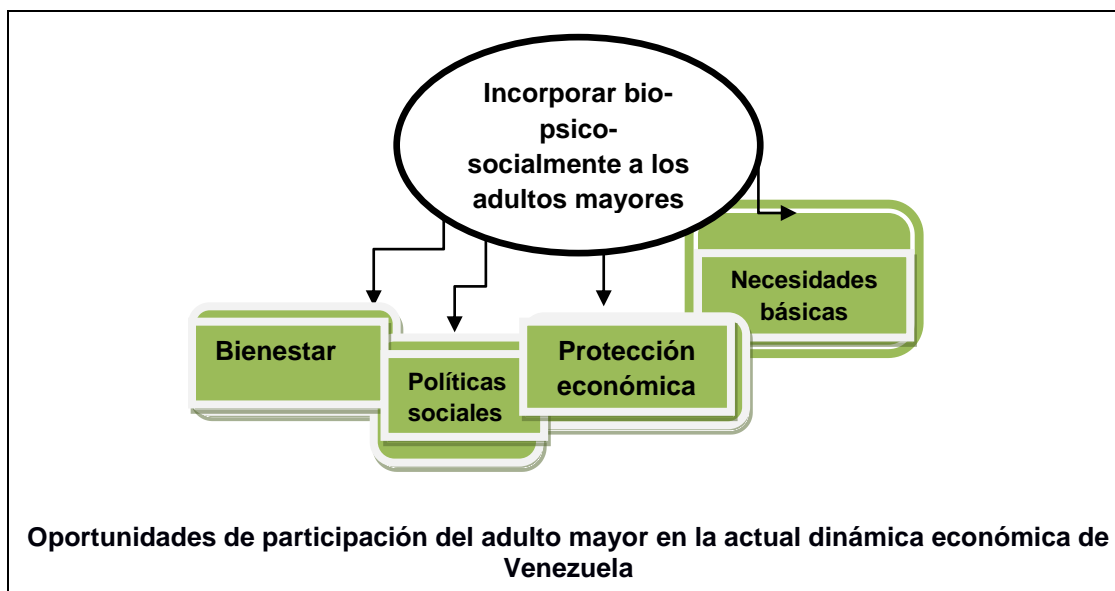 Incorporar bio-
psico-
socialmente a los
adultos mayores
Necesidades
básicas
Bienestar
Protección
económica
Políticas
sociales
Oportunidades de participación del adulto mayor en la actual dinámica económica de
Venezuela